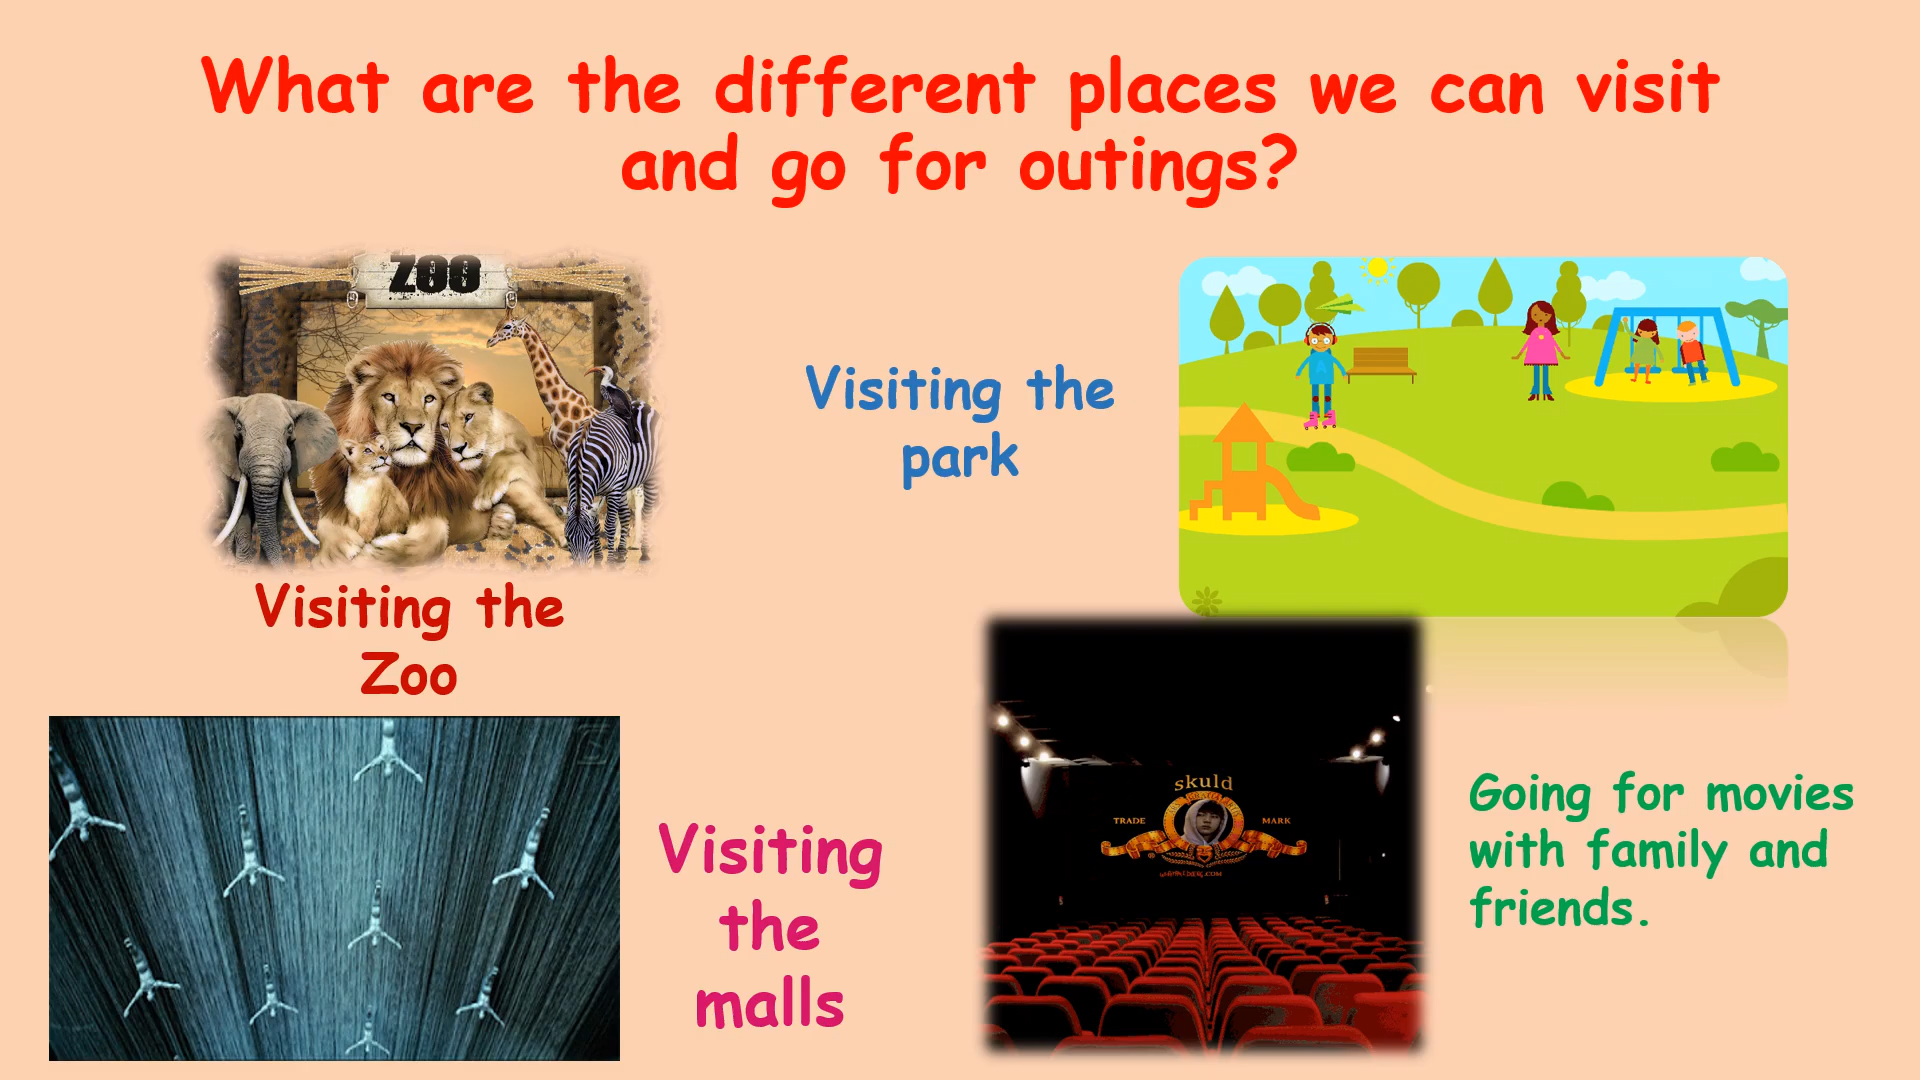 What are the different places we can visit
and go for outings?
ZOO
Visiting the
park
Visiting the
Zoo
skuld
TRADE
MARK
Visiting
the
malls
Going for movies
with family and
friends.